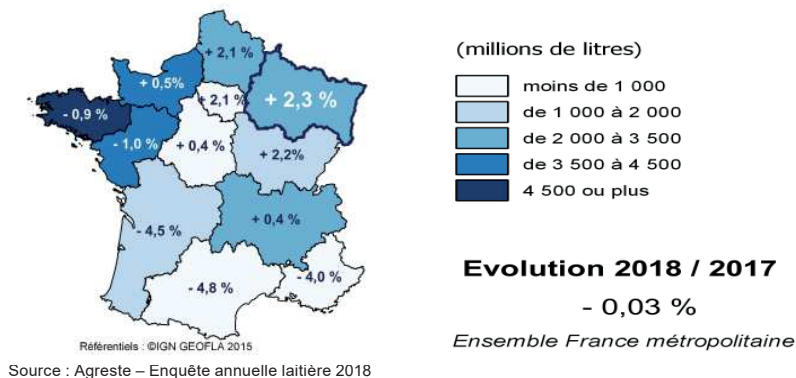 + 2,1 %
+ 0,5%
+ 2,1 %
+ 2,3 %
- 0,9 %
- 1,0 %
+ 0,4 %
+ 2,2%
- 4,5 %
+ 0,4 %
- 4,8 %
- 4,0 %
Référentiels : ©IGN GEOFLA 2015
Source : Agreste – Enquête annuelle laitière 2018
(millions de litres)
moins de 1 000
de 1 000 à 2 000
de 2 000 à 3 500
de 3 500 à 4 500
4 500 ou plus
Evolution 2018 / 2017
- 0,03 %
Ensemble France métropolitaine